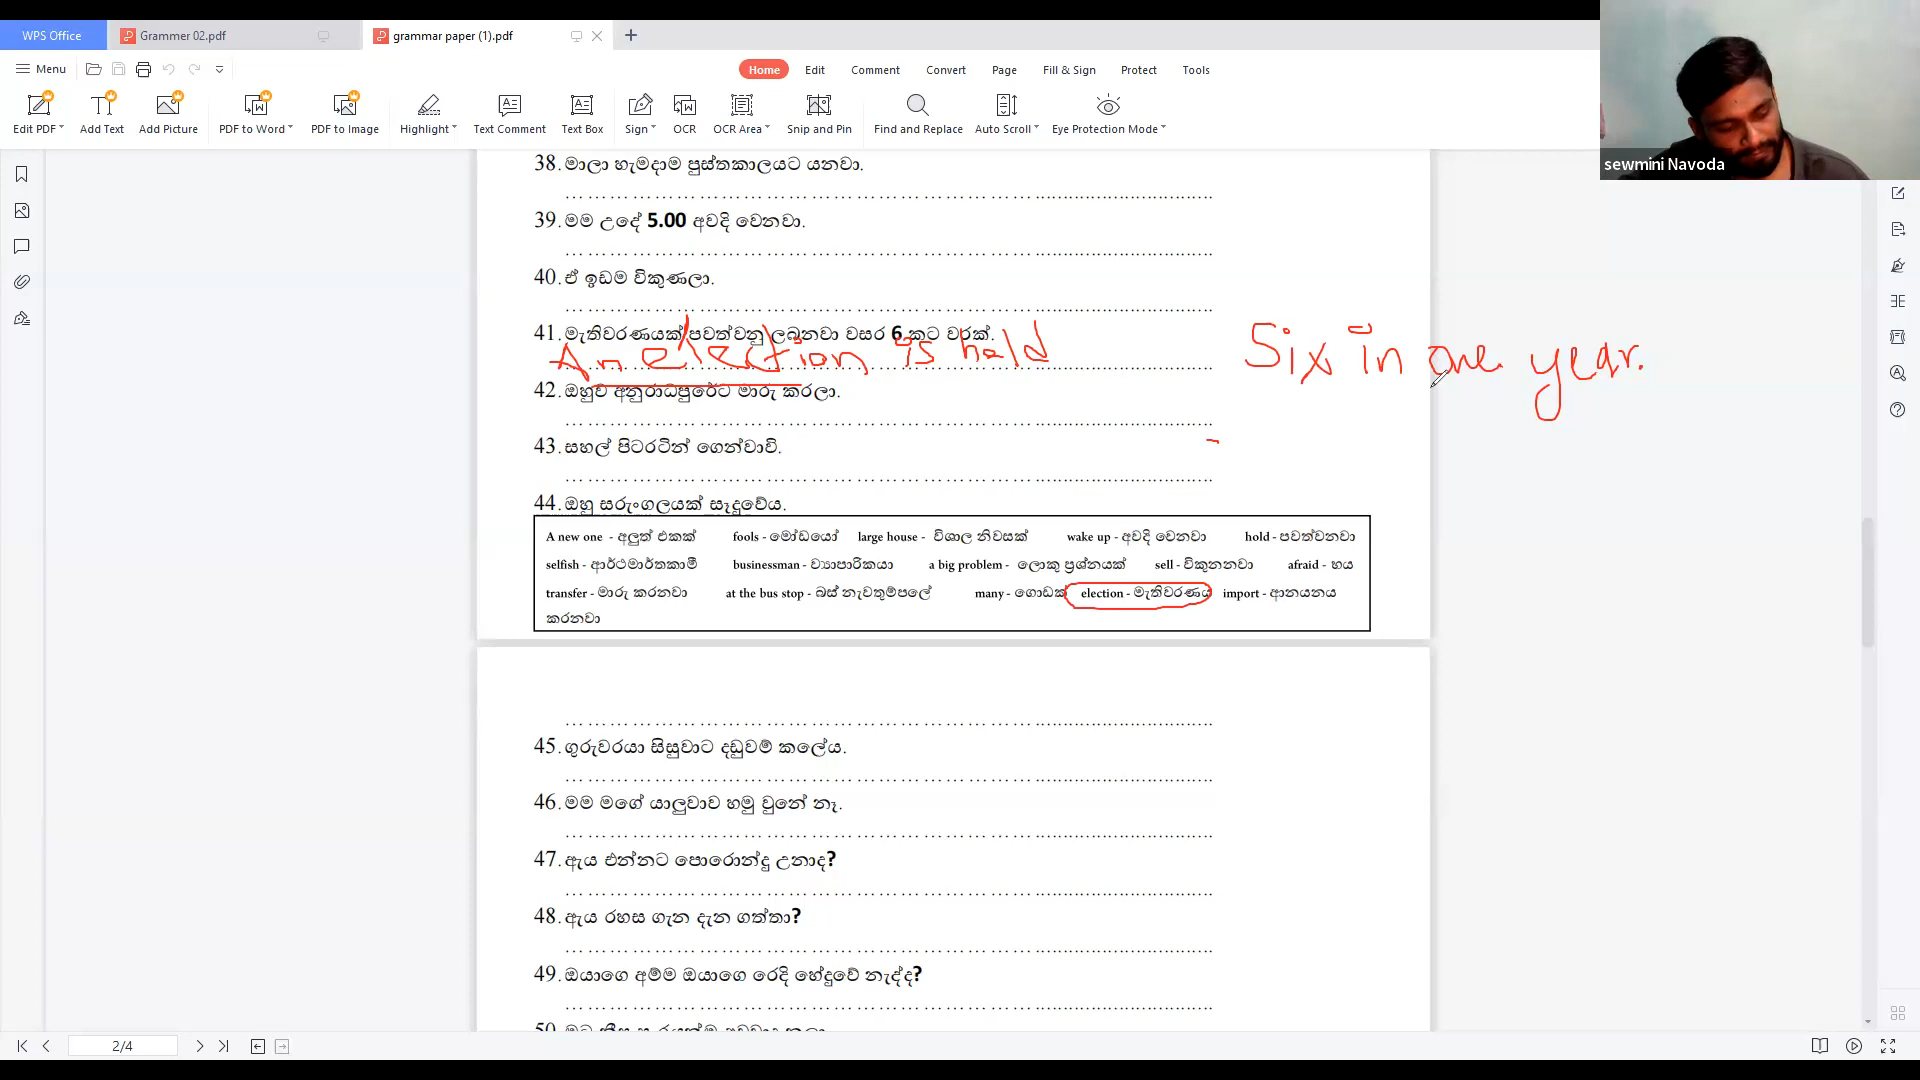 WPS Office
Grammer 02.pdf
grammar paper (1).pdf
Menu
Home Edit Comment Convert Page Fill & Sign Protect Tools
Edit PDF Add Text Add Picture PDF to Word PDF to Image Highlight Text Comment Text Box Sign OCR OCR Area Snip and Pin Find and Replace Auto Scroll Eye Protection Mode
sewmini Navoda
38. මාලා හැමදාම පුස්තකාලයට යනවා.
39. මම උදේ 5.00 අවදි වෙනවා.
40. ඒ ඉඩම විකුණලා.
41. මැතිවරණයක් පවත්වනු ලබනවා වසර 6 කට වරක්.
An election is held Six in one year.
42. ඔහුව අනුරාධපුරේට මාරු කරලා.
43. සහල් පිටරටින් ගෙන්වාවි.
44. ඔහු සරුංගලයක් සෑදුවේය.
A new one - අලුත් එකක් fools - මෝඩයෝ large house - විශාල නිවසක් wake up - අවදි වෙනවා hold - පවත්වනවා
selfish - ආර්ථමාර්තකාමී businessman - ව්‍යාපාරිකයා a big problem - ලොකු ප්‍රශ්නයක් sell - විකුනනවා afraid - භය
transfer - මාරු කරනවා at the bus stop - බස් නැවතුම්පලේ many - ගොඩක් election - මැතිවරණය import - ආනයනය
කරනවා
45. ගුරුවරයා සිසුවාට දඬුවම් කලේය.
46. මම මගේ යාලුවාව හමු වුනේ නෑ.
47. ඇය එන්නට පොරොන්දු උනාද?
48. ඇය රහස ගැන දැන ගත්තා?
49. ඔයාගෙ අම්ම ඔයාගෙ රෙදි හේදුවේ නැද්ද?
50.
2/4